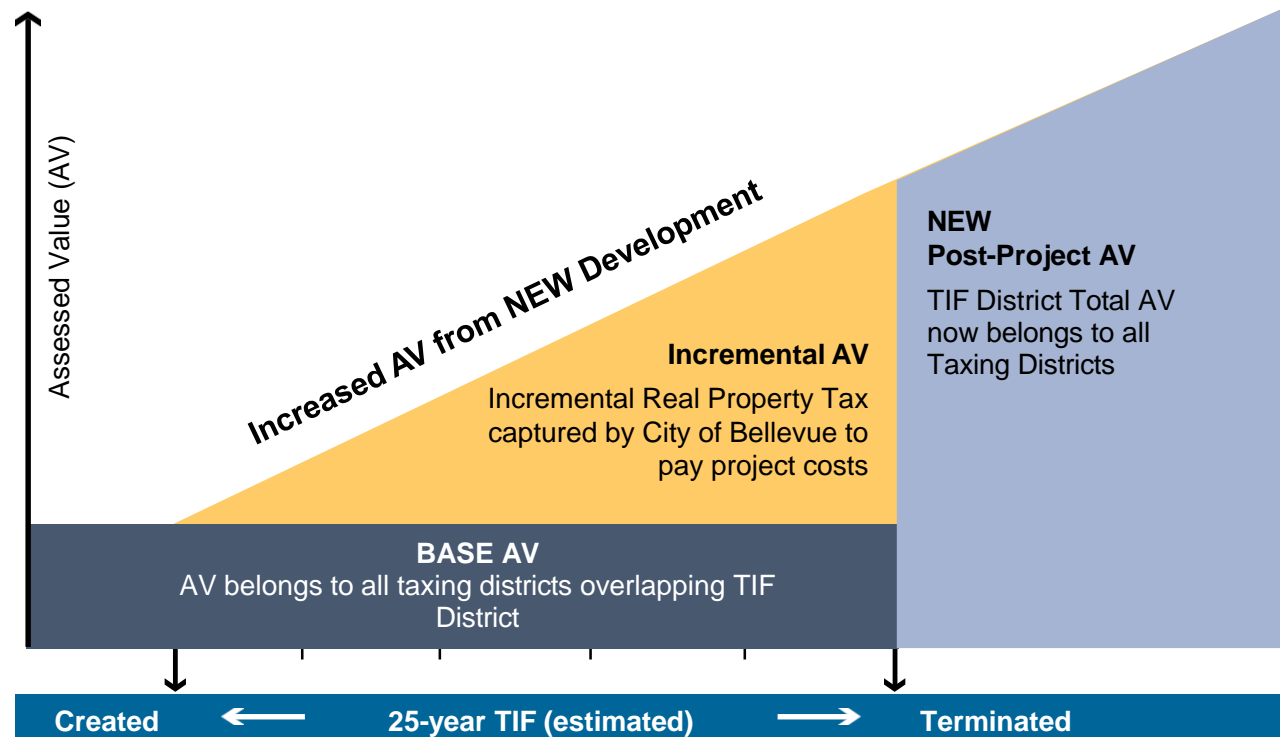 Assessed Value (AV)
Increased AV from NEW Development
NEW
Post-Project AV
TIF District Total AV
now belongs to all
Taxing Districts
Incremental AV
Incremental Real Property Tax
captured by City of Bellevue to
pay project costs
BASE AV
AV belongs to all taxing districts overlapping TIF
District
Created
25-year TIF (estimated)
Terminated